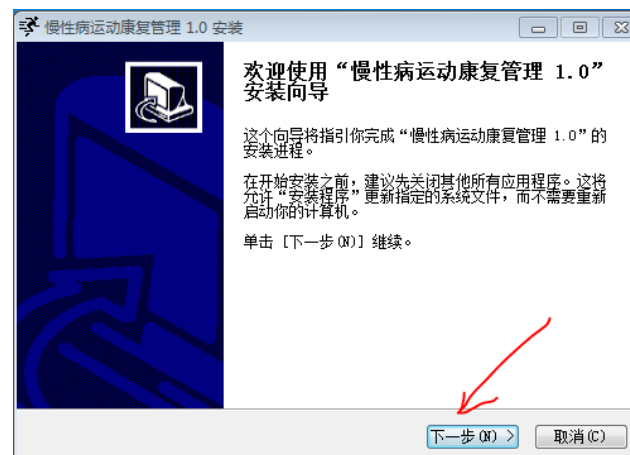 慢性病运动康复管理 1.0 安装
欢迎使用“慢性病运动康复管理 1.0”
安装向导
这个向导将指引你完成“慢性病运动康复管理 1.0”的
安装进程。
在开始安装之前，建议先关闭其他所有应用程序。这将
允许“安装程序”更新指定的系统文件，而不需要重新
启动你的计算机。
单击 [下一步(N)] 继续。
下一步(N) >
取消(C)